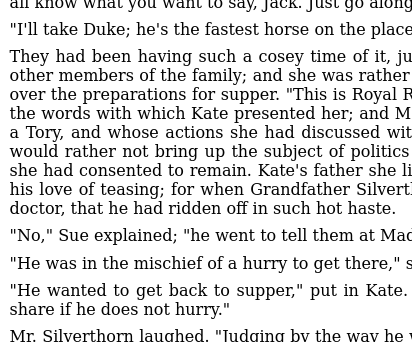 all know what you want to say, Jack. Just go along
"I'll take Duke; he's the fastest horse on the place
They had been having such a cosey time of it, ju
other members of the family; and she was rather
over the preparations for supper. "This is Royal R
the words with which Kate presented her; and M
a Tory, and whose actions she had discussed wit
would rather not bring up the subject of politics
she had consented to remain. Kate's father she li
his love of teasing; for when Grandfather Silvert
doctor, that he had ridden off in such hot haste.
"No," Sue explained; "he went to tell them at Mad
"He was in the mischief of a hurry to get there," s
"He wanted to get back to supper," put in Kate.
share if he does not hurry."
Mr. Silverthorn laughed. "Judging by the way he w